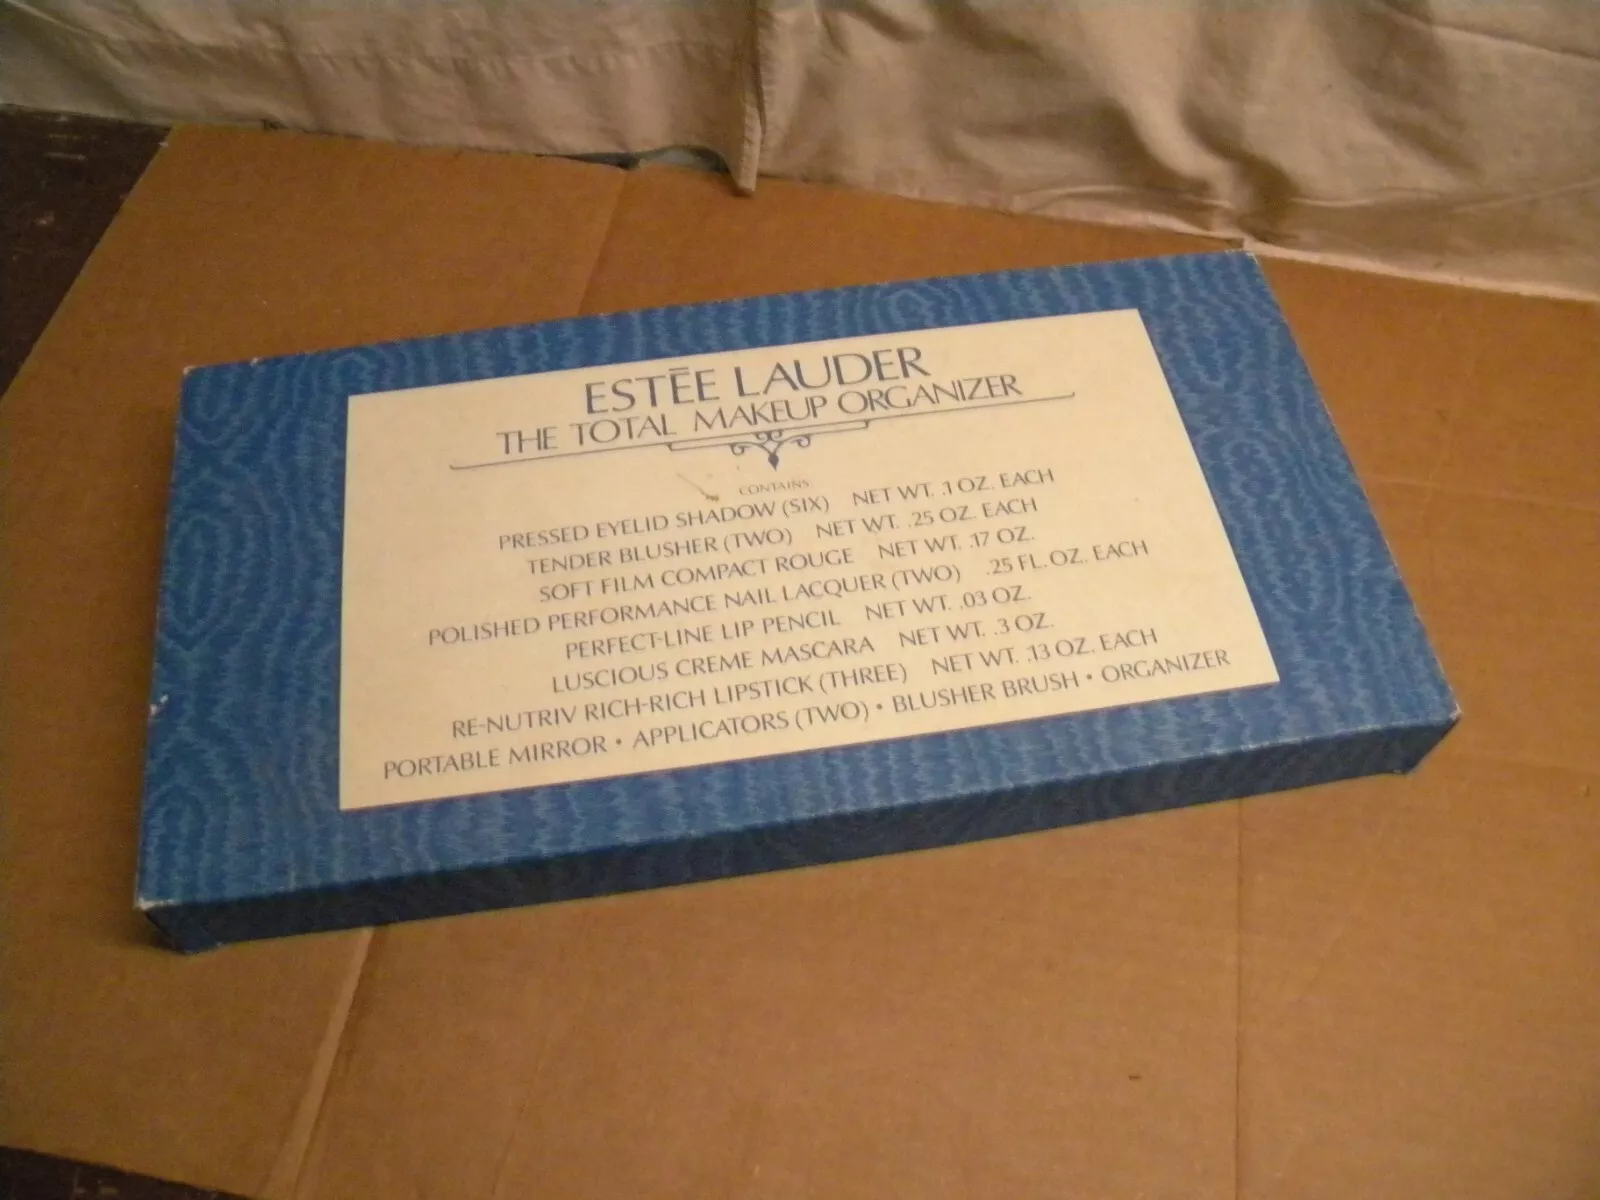 ESTĒE LAUDER
THE TOTAL MAKEUP ORGANIZER
CONTAINS:
PRESSED EYELID SHADOW (SIX) NET WT. .1 OZ. EACH
TENDER BLUSHER (TWO) NET WT. .25 OZ. EACH
SOFT FILM COMPACT ROUGE NET WT. .17 OZ.
POLISHED PERFORMANCE NAIL LACQUER (TWO) .25 FL. OZ. EACH
PERFECT-LINE LIP PENCIL NET WT. .03 OZ.
LUSCIOUS CREME MASCARA NET WT. .3 OZ.
RE-NUTRIV RICH-RICH LIPSTICK (THREE) NET WT. .13 OZ. EACH
PORTABLE MIRROR • APPLICATORS (TWO) • BLUSHER BRUSH • ORGANIZER